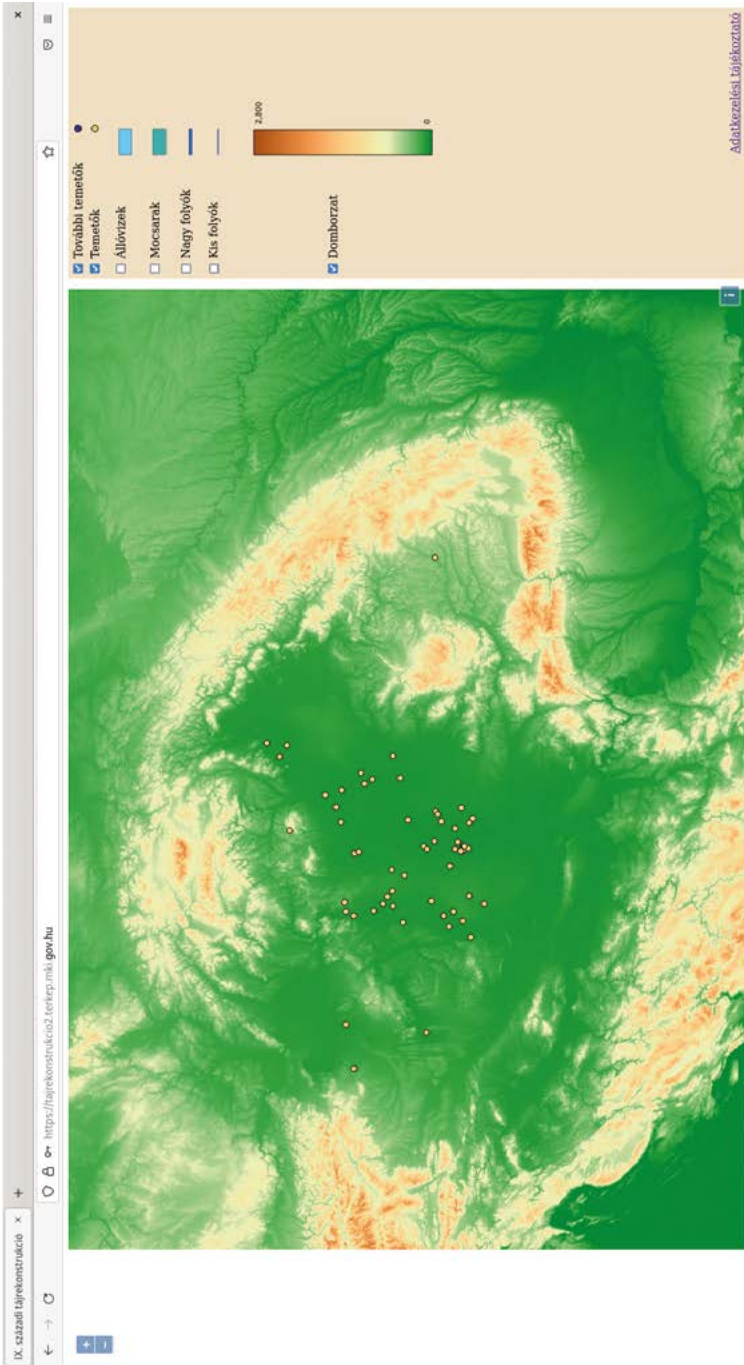 IX. századi tájrekonstrukció
https://tajrekonstrukcio2.terkep.mki.gov.hu
További temetők
Temetők
Állóvizek
Mocsarak
Nagy folyók
Kis folyók
2,800
0
Domborzat
Adatkezelési tájékoztató
+
−
i